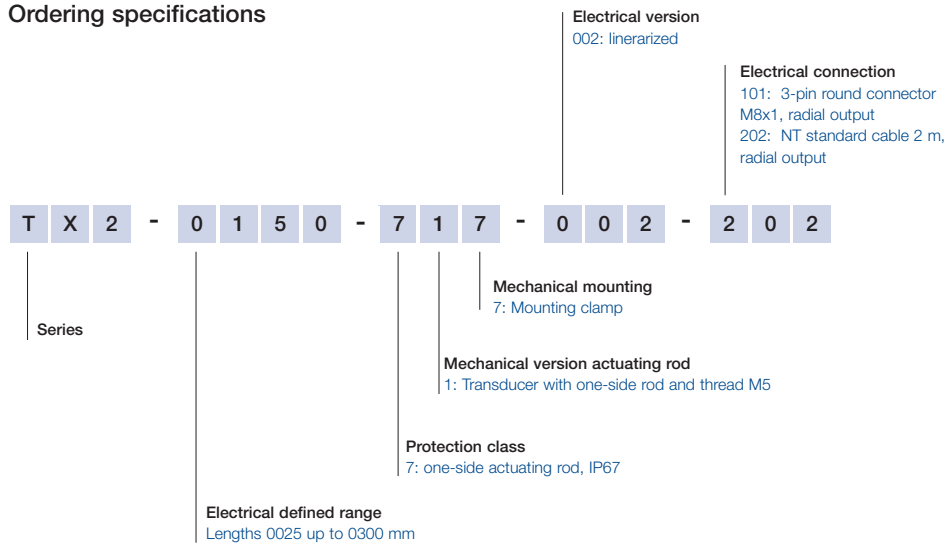 Ordering specifications
Electrical version
002: linerarized
Electrical connection
101: 3-pin round connector
M8x1, radial output
202: NT standard cable 2 m,
radial output
T X 2 - 0 1 5 0 - 7 1 7 - 0 0 2 - 2 0 2
Mechanical mounting
7: Mounting clamp
Series
Mechanical version actuating rod
1: Transducer with one-side rod and thread M5
Protection class
7: one-side actuating rod, IP67
Electrical defined range
Lengths 0025 up to 0300 mm